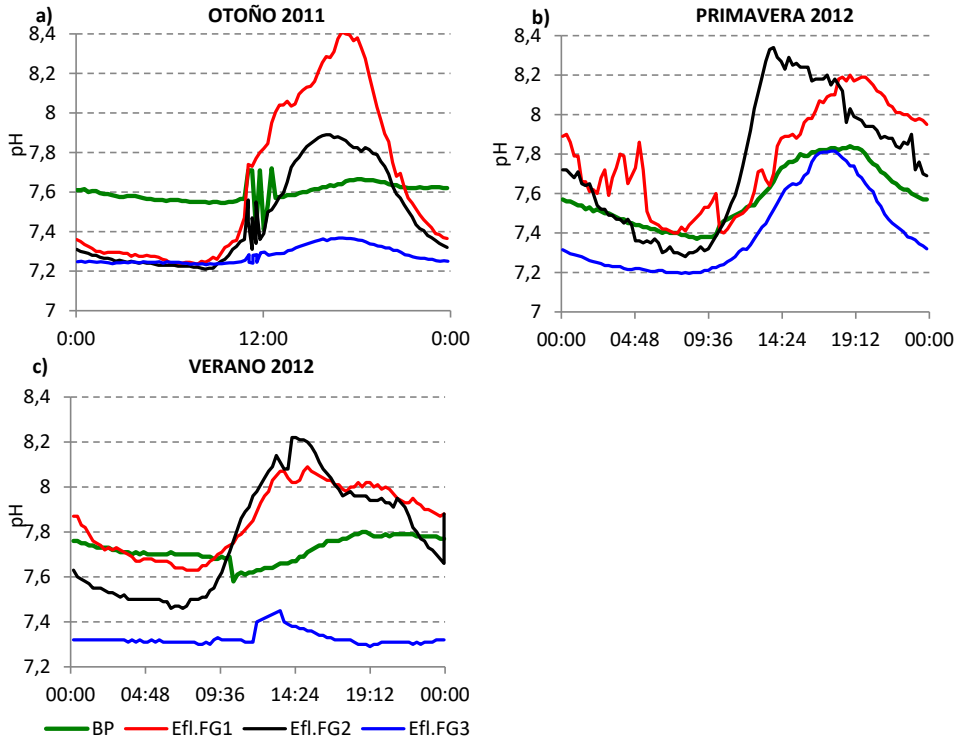 a)
OTOÑO 2011
8,4
8,2
8
7,8
7,6
7,4
7,2
7
pH
0:00
12:00
0:00
b)
PRIMAVERA 2012
8,4
8,2
8
7,8
7,6
7,4
7,2
7
pH
00:00
04:48
09:36
14:24
19:12
00:00
c)
VERANO 2012
8,4
8,2
8
7,8
7,6
7,4
7,2
pH
00:00
04:48
09:36
14:24
19:12
00:00
BP
Efl.FG1
Efl.FG2
Efl.FG3